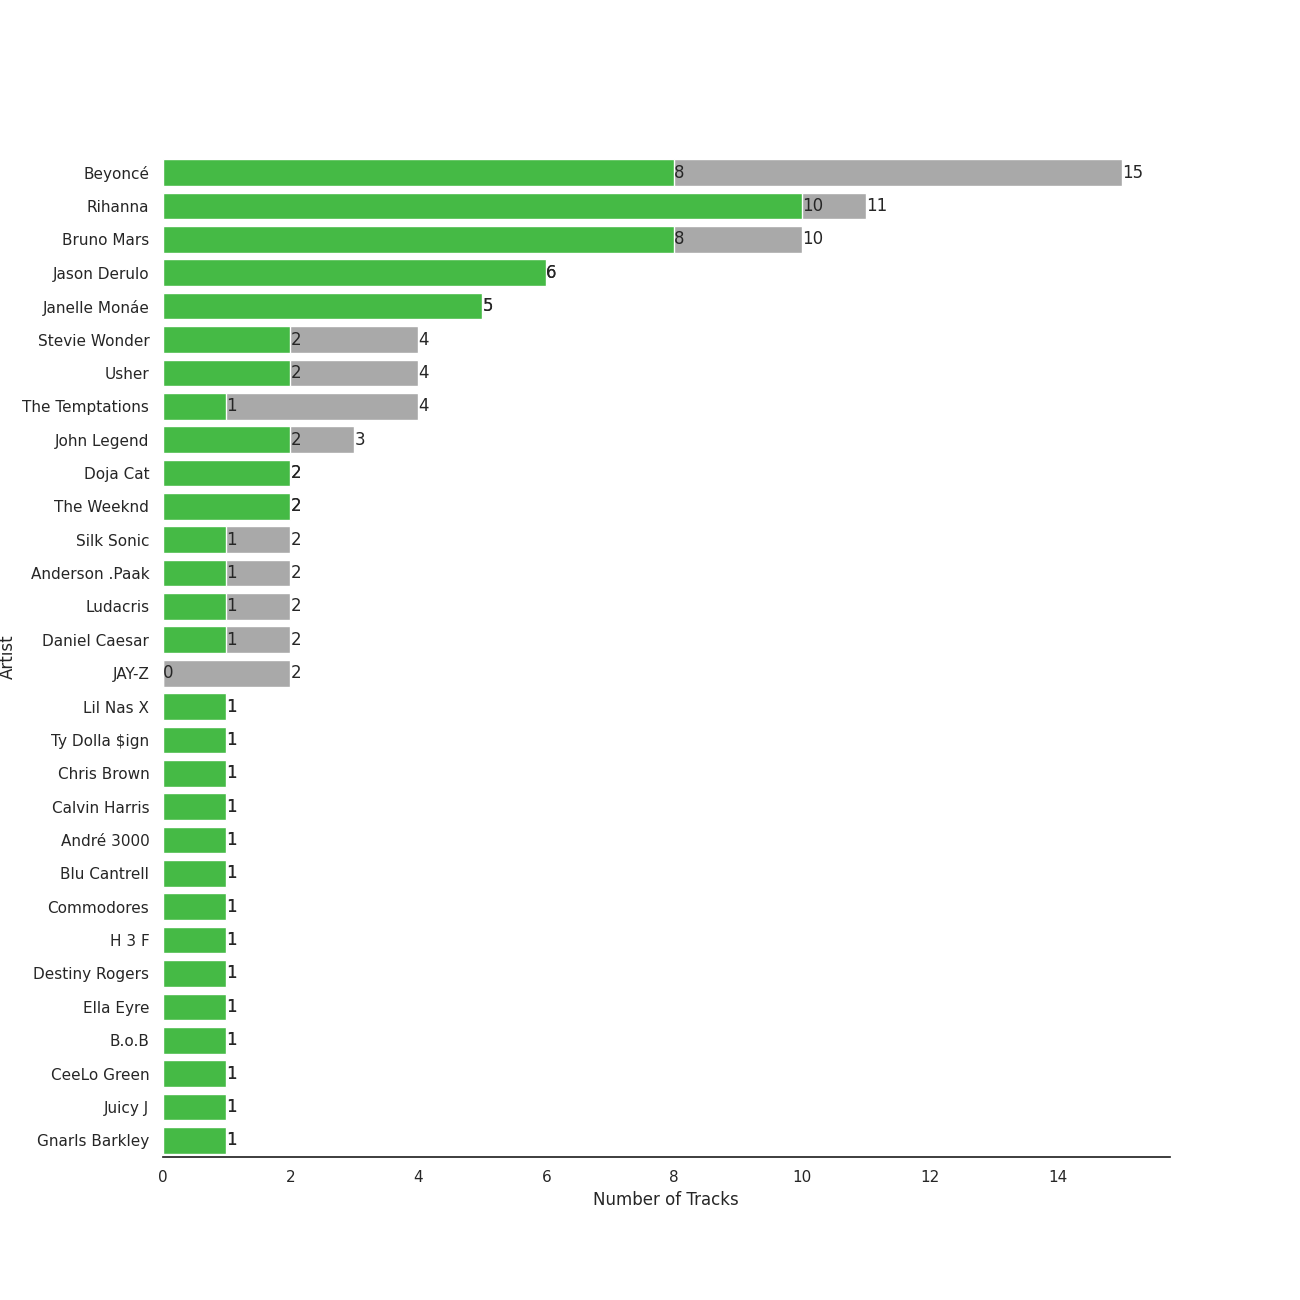 Beyoncé 8 15
Rihanna 10 11
Bruno Mars 8 10
Jason Derulo 6
Janelle Monáe 5
Stevie Wonder 2 4
Usher 2 4
The Temptations 1 4
John Legend 2 3
Doja Cat 2
The Weeknd 2
Silk Sonic 1 2
Anderson .Paak 1 2
Ludacris 1 2
Daniel Caesar 1 2
JAY-Z 0 2
Lil Nas X 1
Ty Dolla $ign 1
Chris Brown 1
Calvin Harris 1
André 3000 1
Blu Cantrell 1
Commodores 1
H 3 F 1
Destiny Rogers 1
Ella Eyre 1
B.o.B 1
CeeLo Green 1
Juicy J 1
Gnarls Barkley 1
0 2 4 6 8 10 12 14
Number of Tracks
Artist